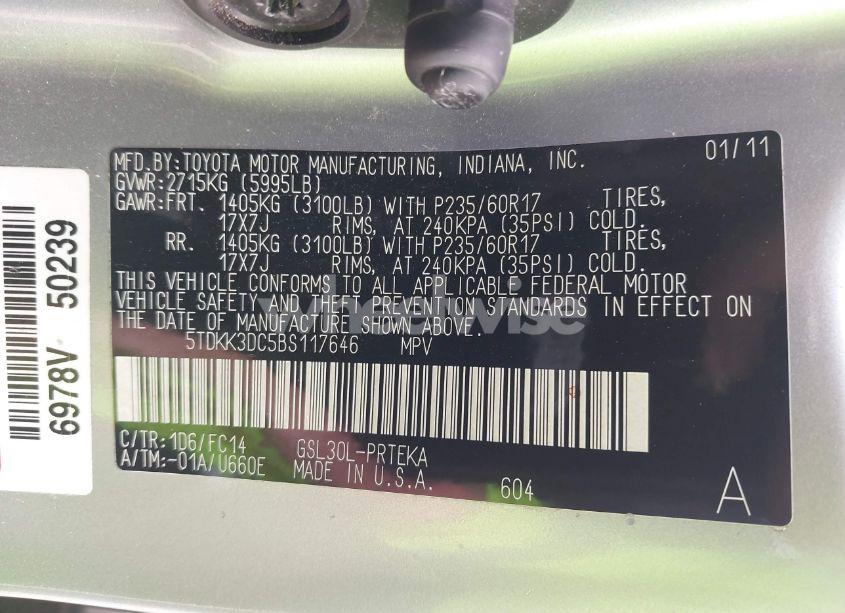 MFD.BY:TOYOTA MOTOR MANUFACTURING, INDIANA, INC. 01/11
GVWR:2715KG (5995LB)
GAWR:FRT. 1405KG (3100LB) WITH P235/60R17 TIRES,
17X7J RIMS, AT 240KPA (35PSI) COLD.
RR. 1405KG (3100LB) WITH P235/60R17 TIRES,
17X7J RIMS, AT 240KPA (35PSI) COLD.
THIS VEHICLE CONFORMS TO ALL APPLICABLE FEDERAL MOTOR
VEHICLE SAFETY AND THEFT PREVENTION STANDARDS IN EFFECT ON
THE DATE OF MANUFACTURE SHOWN ABOVE.
5TDKK3DC5BS117646 MPV
C/TR:1D6/FC14 GSL30L-PRTEKA
A/TM:-01A/U660E MADE IN U.S.A. 604 A
6978V 50239
wheelwise